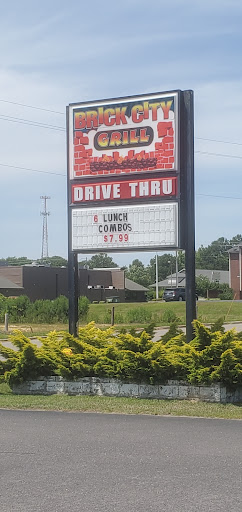 BRICK CITY
GRILL
DRIVE THRU
6 LUNCH
COMBOS
$7.99